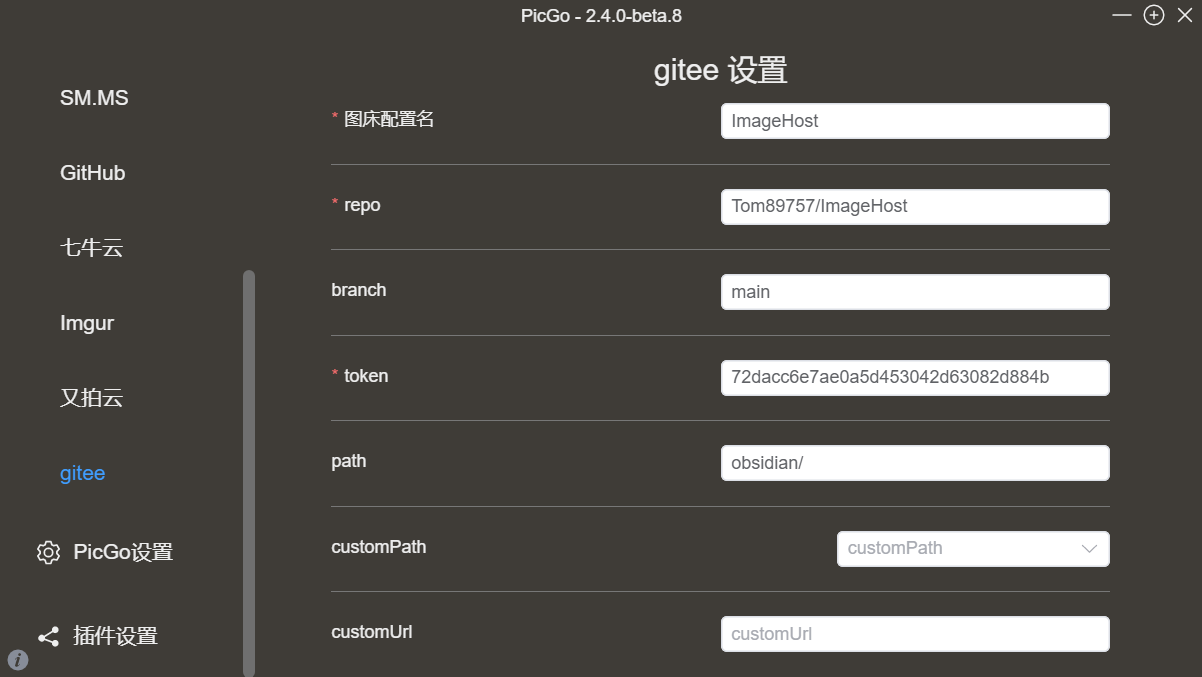 PicGo - 2.4.0-beta.8
SM.MS
GitHub
七牛云
Imgur
又拍云
gitee
PicGo设置
插件设置
gitee 设置
* 图床配置名
ImageHost
* repo
Tom89757/ImageHost
branch
main
* token
72dacc6e7ae0a5d453042d63082d884b
path
obsidian/
customPath
customPath
customUrl
customUrl